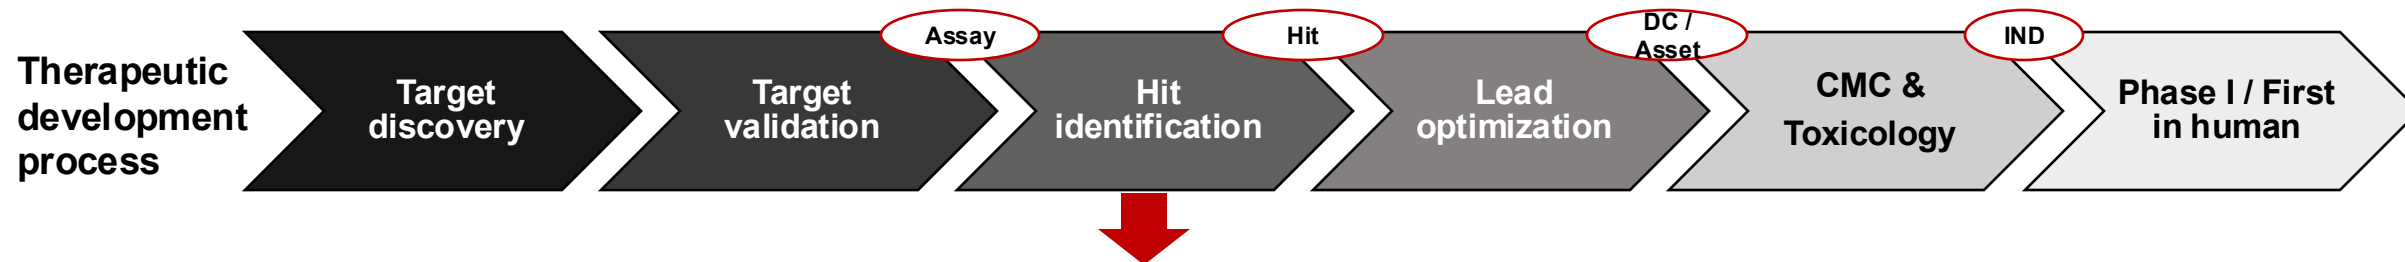 Therapeutic
development
process
Target
discovery
Target
validation
Assay
Hit
identification
Hit
Lead
optimization
DC /
Asset
CMC &
Toxicology
IND
Phase I / First
in human